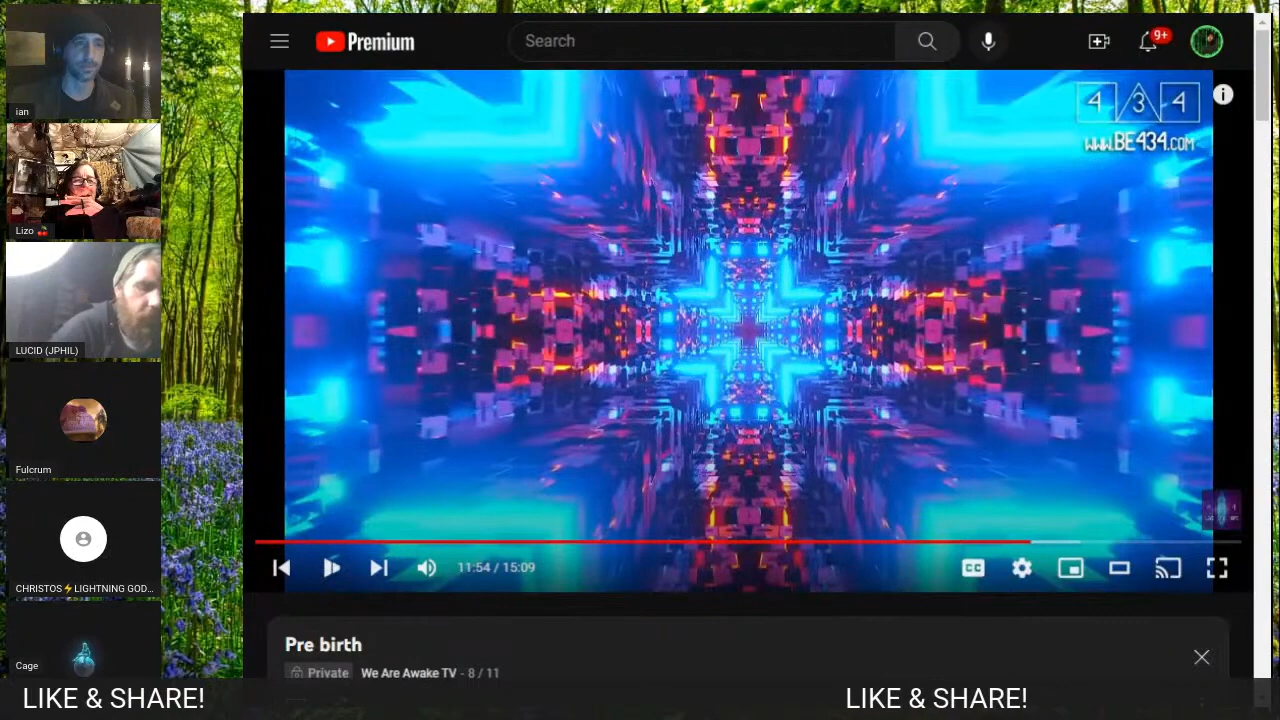 ian
Lizo 🍒
LUCID (JPHIL)
Fulcrum
CHRISTOS⚡LIGHTNING GOD...
Cage
Premium
Search
9+
4 3 4
www.BE434.com
11:54 / 15:09
CC
Pre birth
Private We Are Awake TV - 8 / 11
LIKE & SHARE! LIKE & SHARE!